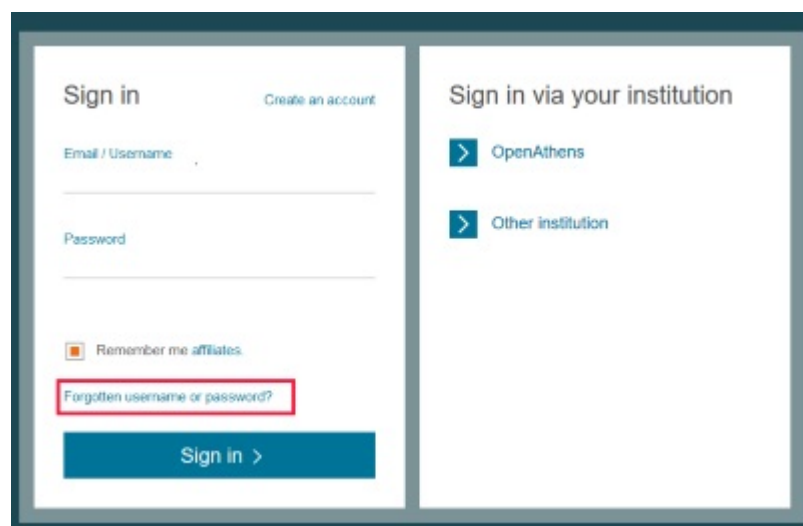 Sign in
Create an account
Email / Username
Password
Remember me affiliates
Forgotten username or password?
Sign in >
Sign in via your institution
OpenAthens
Other institution